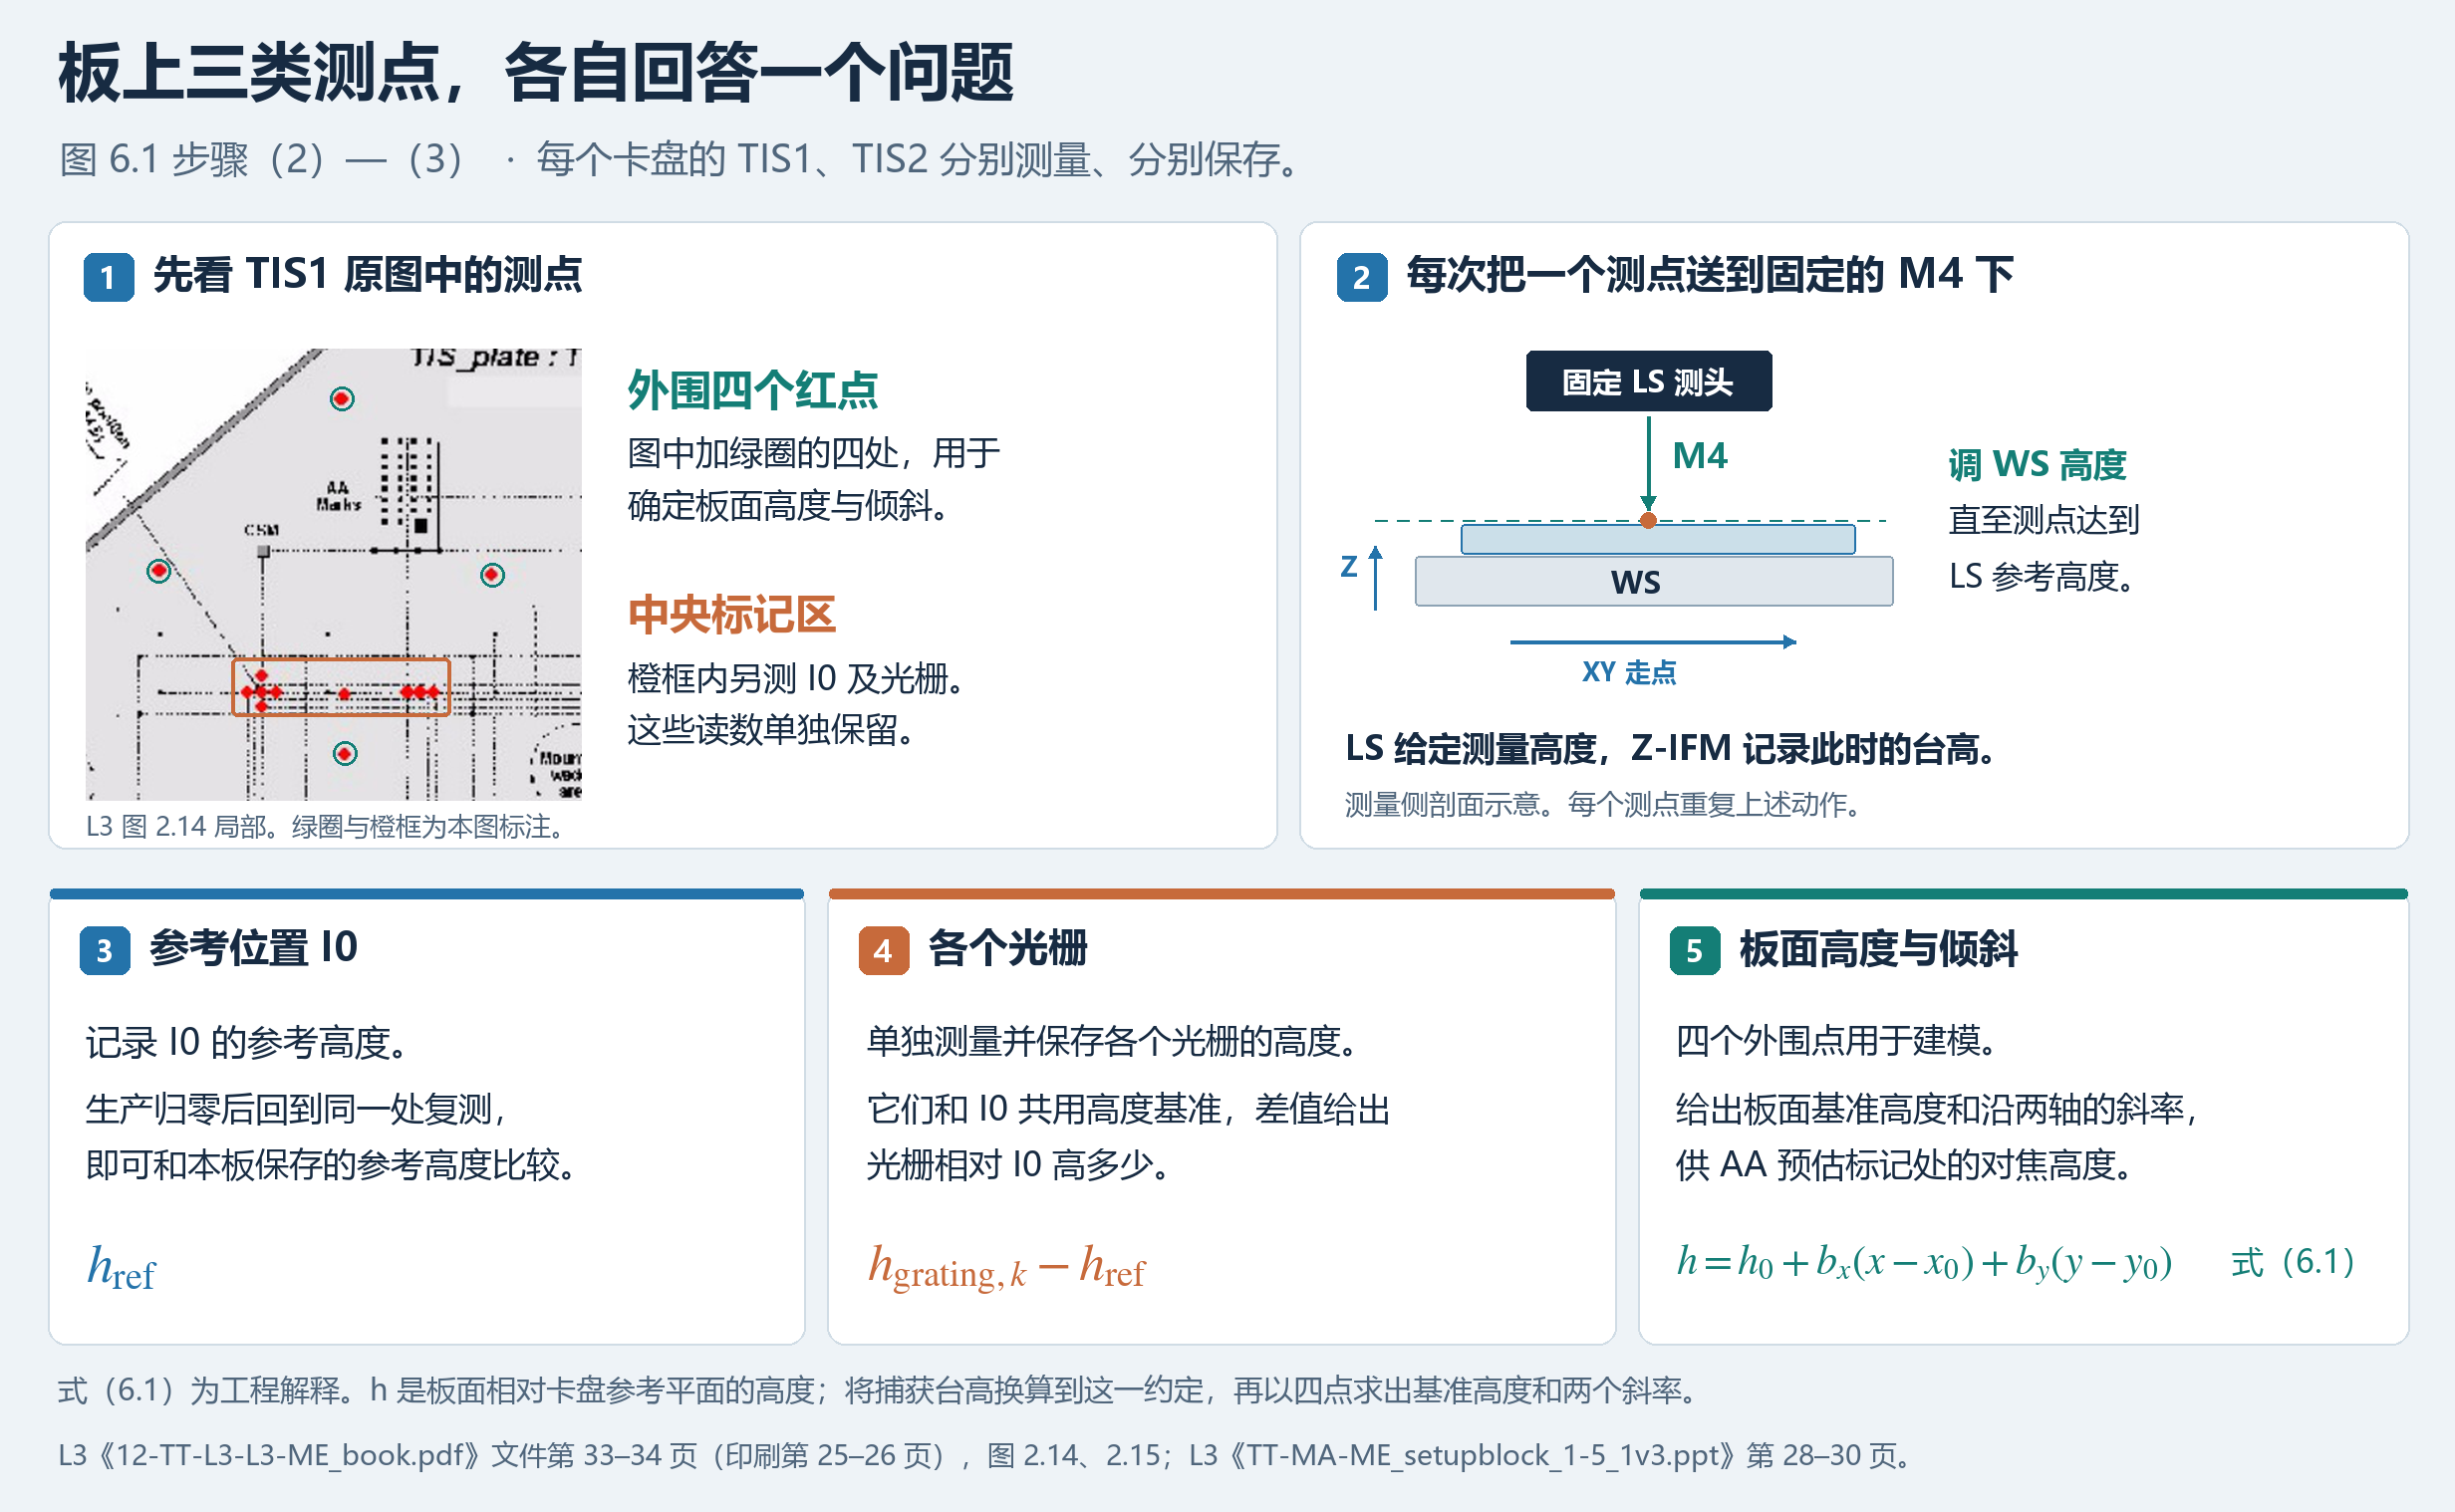 板上三类测点，各自回答一个问题
图 6.1 步骤（2）—（3） · 每个卡盘的 TIS1、TIS2 分别测量、分别保存。
1 先看 TIS1 原图中的测点
TIS_plate : 1
AA
Marks
CSM
外围四个红点
图中加绿圈的四处，用于
确定板面高度与倾斜。
中央标记区
橙框内另测 I0 及光栅。
这些读数单独保留。
L3 图 2.14 局部。绿圈与橙框为本图标注。
2 每次把一个测点送到固定的 M4 下
固定 LS 测头
M4
Z
WS
XY 走点
调 WS 高度
直至测点达到
LS 参考高度。
LS 给定测量高度，Z-IFM 记录此时的台高。
测量侧剖面示意。每个测点重复上述动作。
3 参考位置 I0
记录 I0 的参考高度。
生产归零后回到同一处复测，
即可和本板保存的参考高度比较。
h_ref
4 各个光栅
单独测量并保存各个光栅的高度。
它们和 I0 共用高度基准，差值给出
光栅相对 I0 高多少。
h_grating, k − h_ref
5 板面高度与倾斜
四个外围点用于建模。
给出板面基准高度和沿两轴的斜率，
供 AA 预估标记处的对焦高度。
h = h₀ + bₓ(x − x₀) + b_y(y − y₀) 式（6.1）
式（6.1）为工程解释。h 是板面相对卡盘参考平面的高度；将捕获台高换算到这一约定，再以四点求出基准高度和两个斜率。
L3《12-TT-L3-L3-ME_book.pdf》文件第 33–34 页（印刷第 25–26 页），图 2.14、2.15；L3《TT-MA-ME_setupblock_1-5_1v3.ppt》第 28–30 页。